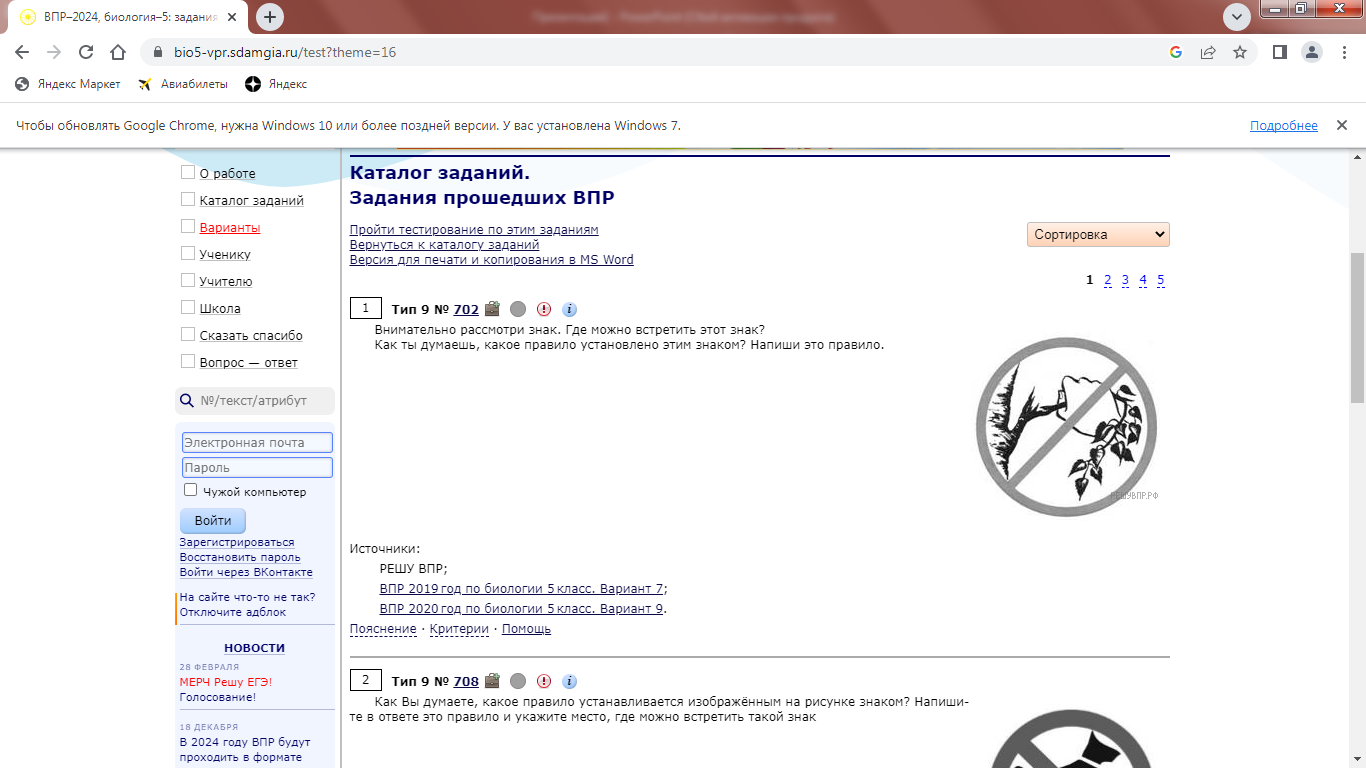 ВПР–2024, биология–5: задания
bio5-vpr.sdamgia.ru/test?theme=16
Яндекс Маркет
Авиабилеты
Яндекс
Чтобы обновлять Google Chrome, нужна Windows 10 или более поздней версии. У вас установлена Windows 7.
Подробнее
О работе
Каталог заданий
Варианты
Ученику
Учителю
Школа
Сказать спасибо
Вопрос — ответ
№/текст/атрибут
Электронная почта
Пароль
Чужой компьютер
Войти
Зарегистрироваться
Восстановить пароль
Войти через ВКонтакте
На сайте что-то не так?
Отключите адблок
НОВОСТИ
28 ФЕВРАЛЯ
МЕРЧ Решу ЕГЭ!
Голосование!
18 ДЕКАБРЯ
В 2024 году ВПР будут
проходить в формате
Каталог заданий.
Задания прошедших ВПР
Пройти тестирование по этим заданиям
Вернуться к каталогу заданий
Версия для печати и копирования в MS Word
Сортировка
1 2 3 4 5
1 Тип 9 № 702
Внимательно рассмотри знак. Где можно встретить этот знак?
Как ты думаешь, какое правило установлено этим знаком? Напиши это правило.
РЕШУВПР.РФ
Источники:
РЕШУ ВПР;
ВПР 2019 год по биологии 5 класс. Вариант 7;
ВПР 2020 год по биологии 5 класс. Вариант 9.
Пояснение · Критерии · Помощь
2 Тип 9 № 708
Как Вы думаете, какое правило устанавливается изображённым на рисунке знаком? Напиши-
те в ответе это правило и укажите место, где можно встретить такой знак